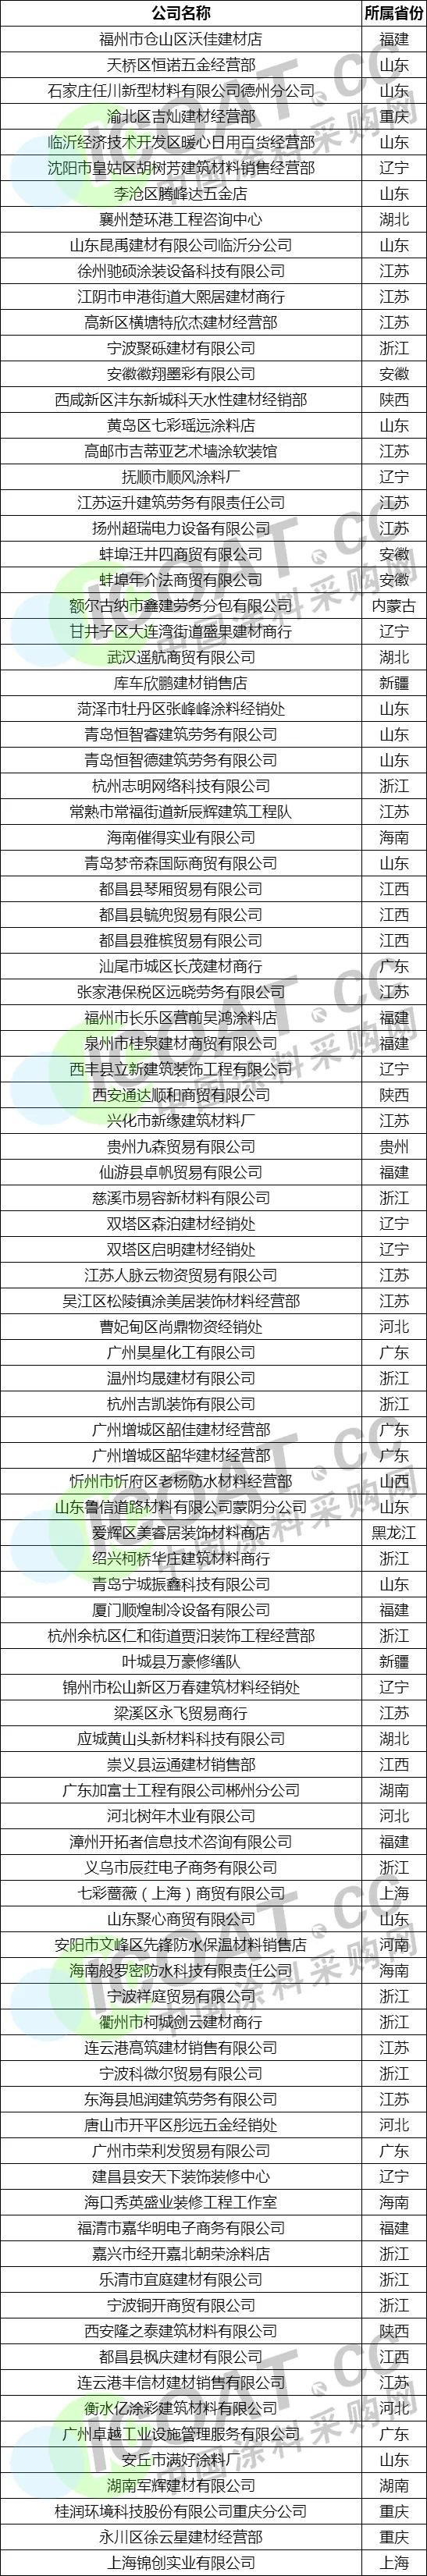 公司名称 所属省份
福州市仓山区沃佳建材店 福建
天桥区恒诺五金经营部 山东
石家庄任川新型材料有限公司德州分公司 山东
渝北区吉灿建材经营部 重庆
临沂经济技术开发区暖心日用百货经营部 山东
沈阳市皇姑区胡树芳建筑材料销售经营部 辽宁
李沧区腾峰达五金店 山东
襄州楚环港工程咨询中心 湖北
山东昆禹建材有限公司临沂分公司 山东
徐州驰硕涂装设备科技有限公司 江苏
江阴市申港街道大熙居建材商行 江苏
高新区横塘特欣杰建材经营部 江苏
宁波聚砾建材有限公司 浙江
安徽徽翔墨彩有限公司 安徽
西咸新区沣东新城科天水性建材经销部 陕西
黄岛区七彩瑶远涂料店 山东
高邮市吉蒂亚艺术墙涂软装馆 江苏
抚顺市顺风涂料厂 辽宁
江苏运升建筑劳务有限责任公司 江苏
扬州超瑞电力设备有限公司 江苏
蚌埠汪井四商贸有限公司 安徽
蚌埠年介法商贸有限公司 安徽
额尔古纳市鑫建劳务分包有限公司 内蒙古
甘井子区大连湾街道盛果建材商行 辽宁
武汉遥航商贸有限公司 湖北
库车欣鹏建材销售店 新疆
菏泽市牡丹区张峰峰涂料经销处 山东
青岛恒智睿建筑劳务有限公司 山东
青岛恒智德建筑劳务有限公司 山东
杭州志明网络科技有限公司 浙江
常熟市常福街道新辰辉建筑工程队 江苏
海南催得实业有限公司 海南
青岛梦帝森国际商贸有限公司 山东
都昌县琴厢贸易有限公司 江西
都昌县毓兜贸易有限公司 江西
都昌县雅槟贸易有限公司 江西
汕尾市城区长茂建材商行 广东
张家港保税区远晓劳务有限公司 江苏
福州市长乐区营前吴鸿涂料店 福建
泉州市桂泉建材商贸有限公司 福建
西丰县立新建筑装饰工程有限公司 辽宁
西安通达顺和商贸有限公司 陕西
兴化市新缘建筑材料厂 江苏
贵州九森贸易有限公司 贵州
仙游县卓帆贸易有限公司 福建
慈溪市易容新材料有限公司 浙江
双塔区森泊建材经销处 辽宁
双塔区启明建材经销处 辽宁
江苏人脉云物资贸易有限公司 江苏
吴江区松陵镇涂美居装饰材料经营部 江苏
曹妃甸区尚鼎物资经销处 河北
广州昊星化工有限公司 广东
温州均晟建材有限公司 浙江
杭州吉凯装饰有限公司 浙江
广州增城区韶佳建材经营部 广东
广州增城区韶华建材经营部 广东
忻州市忻府区老杨防水材料经营部 山西
山东鲁信道路材料有限公司蒙阴分公司 山东
爱辉区美睿居装饰材料商店 黑龙江
绍兴柯桥华庄建筑材料商行 浙江
青岛宁城振鑫科技有限公司 山东
厦门顺煌制冷设备有限公司 福建
杭州余杭区仁和街道贾汨装饰工程经营部 浙江
叶城县万豪修缮队 新疆
锦州市松山新区万春建筑材料经销处 辽宁
梁溪区永飞贸易商行 江苏
应城黄山头新材料科技有限公司 湖北
崇义县运通建材销售部 江西
广东加富士工程有限公司郴州分公司 湖南
河北树年木业有限公司 河北
漳州开拓者信息技术咨询有限公司 福建
义乌市辰荭电子商务有限公司 浙江
七彩蔷薇（上海）商贸有限公司 上海
山东聚心商贸有限公司 山东
安阳市文峰区先锋防水保温材料销售店 河南
海南般罗密防水科技有限责任公司 海南
宁波祥庭贸易有限公司 浙江
衢州市柯城剑云建材商行 浙江
连云港高筑建材销售有限公司 江苏
宁波科微尔贸易有限公司 浙江
东海县旭润建筑劳务有限公司 江苏
唐山市开平区彤远五金经销处 河北
广州市荣利发贸易有限公司 广东
建昌县安天下装饰装修中心 辽宁
海口秀英盛业装修工程工作室 海南
福清市嘉华明电子商务有限公司 福建
嘉兴市经开嘉北朝荣涂料店 浙江
乐清市宜庭建材有限公司 浙江
宁波铜开商贸有限公司 浙江
西安隆之泰建筑材料有限公司 陕西
都昌县枫庆建材有限公司 江西
连云港丰信材建材销售有限公司 江苏
衡水亿涂彩建筑材料有限公司 河北
广州卓越工业设施管理服务有限公司 广东
安丘市满好涂料厂 山东
湖南军辉建材有限公司 湖南
桂润环境科技股份有限公司重庆分公司 重庆
永川区徐云星建材经营部 重庆
上海锦创实业有限公司 上海
ICOAT.CC
中国涂料采购网
ICOAT.CC
中国涂料采购网
ICOAT.CC
中国涂料采购网
ICOAT.CC
中国涂料采购网
ICOAT.CC
中国涂料采购网
ICOAT.CC
中国涂料采购网